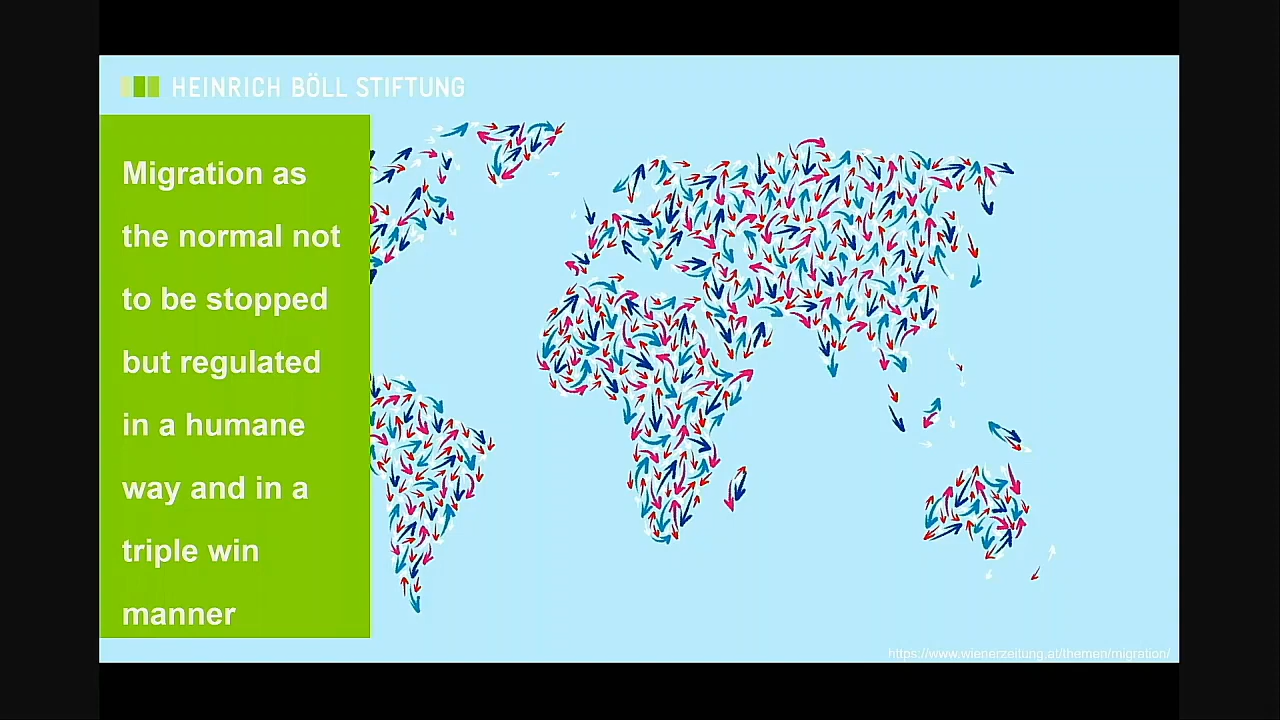 HEINRICH BÖLL STIFTUNG
Migration as
the normal not
to be stopped
but regulated
in a humane
way and in a
triple win
manner
https://www.wienerzeitung.at/themen/migration/